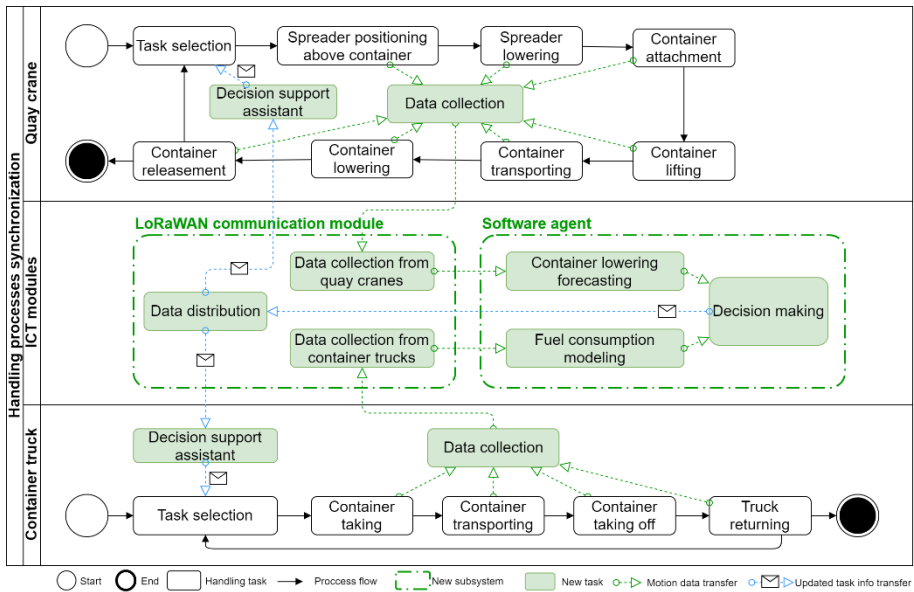 Handling processes synchronization
Quay crane
Task selection
Spreader positioning
above container
Spreader
lowering
Container
attachment
Decision support
assistant
Data collection
Container
releasement
Container
lowering
Container
transporting
Container
lifting
ICT modules
LoRaWAN communication module
Software agent
Data collection from
quay cranes
Container lowering
forecasting
Data distribution
Decision making
Data collection from
container trucks
Fuel consumption
modeling
Container truck
Decision support
assistant
Data collection
Task selection
Container
taking
Container
transporting
Container
taking off
Truck
returning
Start
End
Handling task
Proccess flow
New subsystem
New task
Motion data transfer
Updated task info transfer